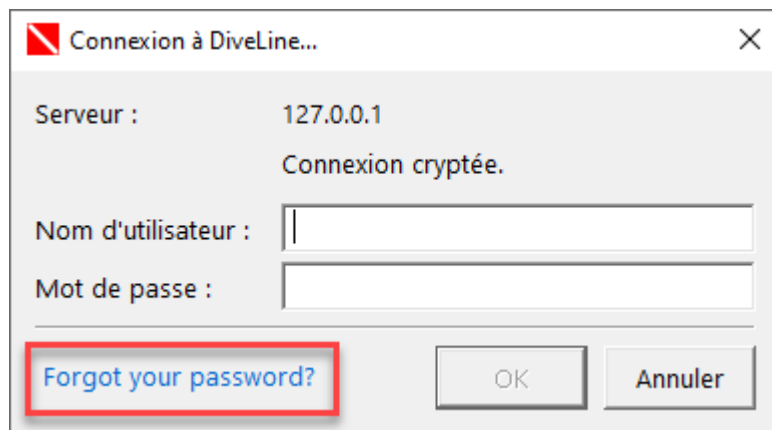 Connexion à DiveLine...
Serveur : 127.0.0.1
Connexion cryptée.
Nom d'utilisateur :
Mot de passe :
Forgot your password? OK Annuler